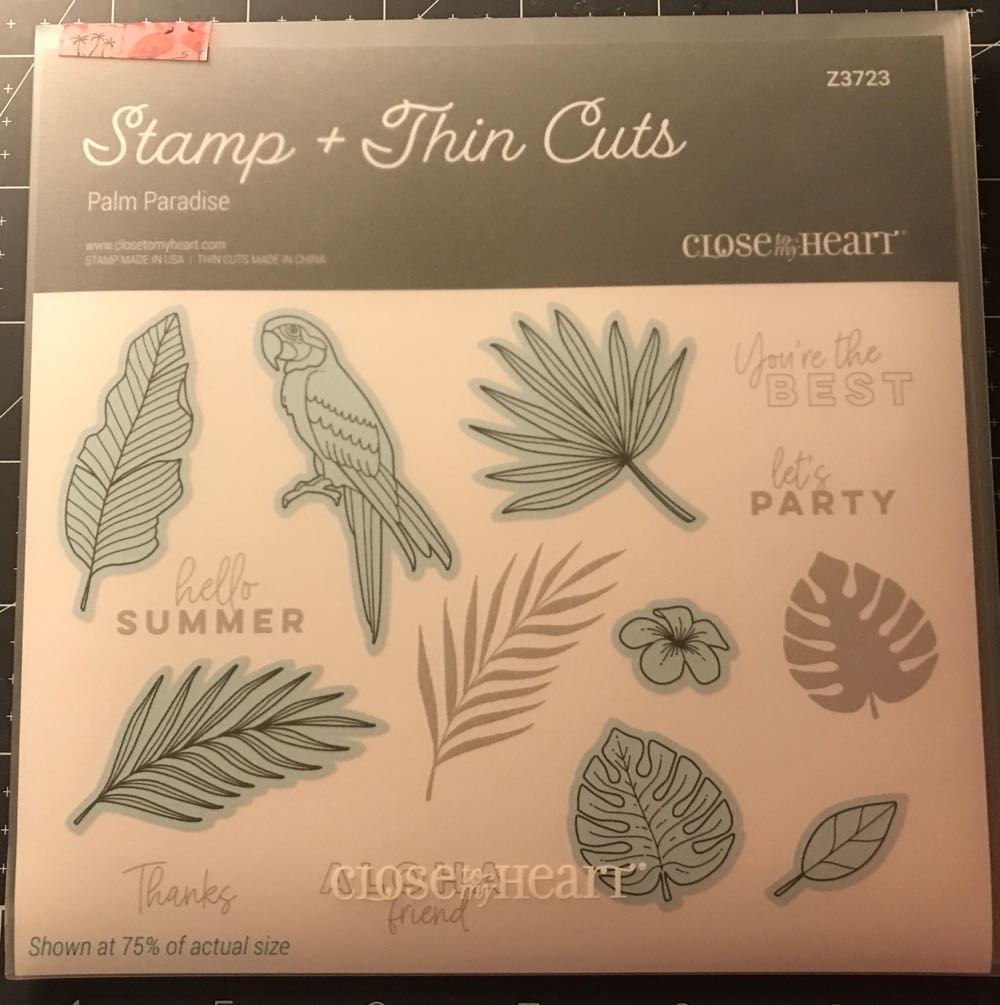 Z3723
Stamp + Thin Cuts
Palm Paradise
www.closetomyheart.com
STAMP MADE IN USA | THIN CUTS MADE IN CHINA
CLOSE to my HEART®
You're the
BEST
let's
PARTY
hello
SUMMER
Thanks
ALOHA
friend
CLOSE to my HEART®
Shown at 75% of actual size